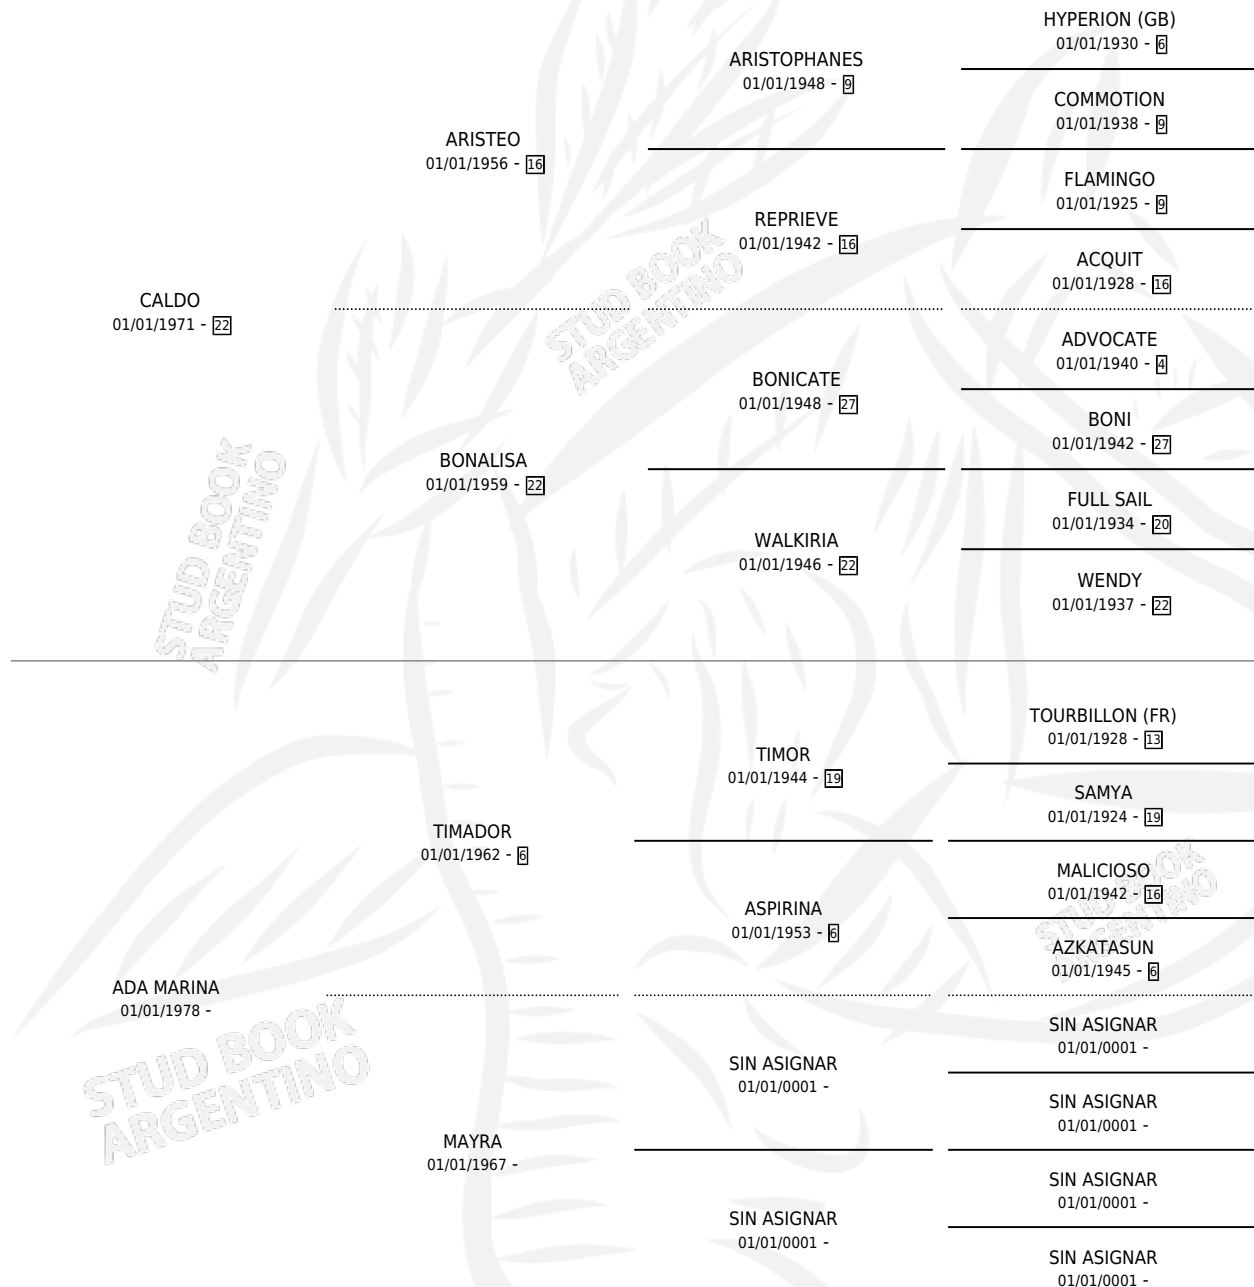 HYPERION (GB)
01/01/1930 - 6
ARISTOPHANES
01/01/1948 - 9
COMMOTION
01/01/1938 - 9
ARISTEO
01/01/1956 - 16
FLAMINGO
01/01/1925 - 9
REPRIEVE
01/01/1942 - 16
ACQUIT
01/01/1928 - 16
CALDO
01/01/1971 - 22
ADVOCATE
01/01/1940 - 4
BONICATE
01/01/1948 - 27
BONI
01/01/1942 - 27
BONALISA
01/01/1959 - 22
FULL SAIL
01/01/1934 - 20
WALKIRIA
01/01/1946 - 22
WENDY
01/01/1937 - 22
TOURBILLON (FR)
01/01/1928 - 13
TIMOR
01/01/1944 - 19
SAMYA
01/01/1924 - 19
TIMADOR
01/01/1962 - 6
MALICIOSO
01/01/1942 - 16
ASPIRINA
01/01/1953 - 6
AZKATASUN
01/01/1945 - 6
ADA MARINA
01/01/1978 -
SIN ASIGNAR
01/01/0001 -
SIN ASIGNAR
01/01/0001 -
SIN ASIGNAR
01/01/0001 -
MAYRA
01/01/1967 -
SIN ASIGNAR
01/01/0001 -
SIN ASIGNAR
01/01/0001 -
SIN ASIGNAR
01/01/0001 -
STUD BOOK
ARGENTINO
STUD BOOK
ARGENTINO
STUD BOOK
ARGENTINO
STUD BOOK
ARGENTINO